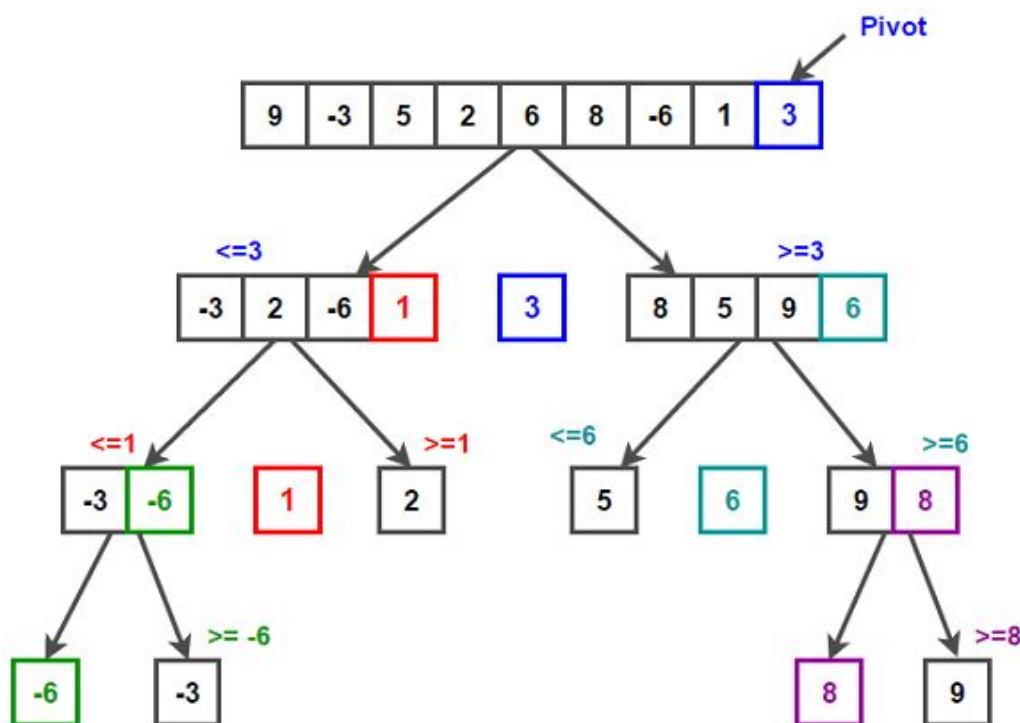 Pivot
9 -3 5 2 6 8 -6 1 3
<=3 >=3
-3 2 -6 1 3 8 5 9 6
<=1 >=1 <=6 >=6
-3 -6 1 2 5 6 9 8
>= -6 >=8
-6 -3 8 9